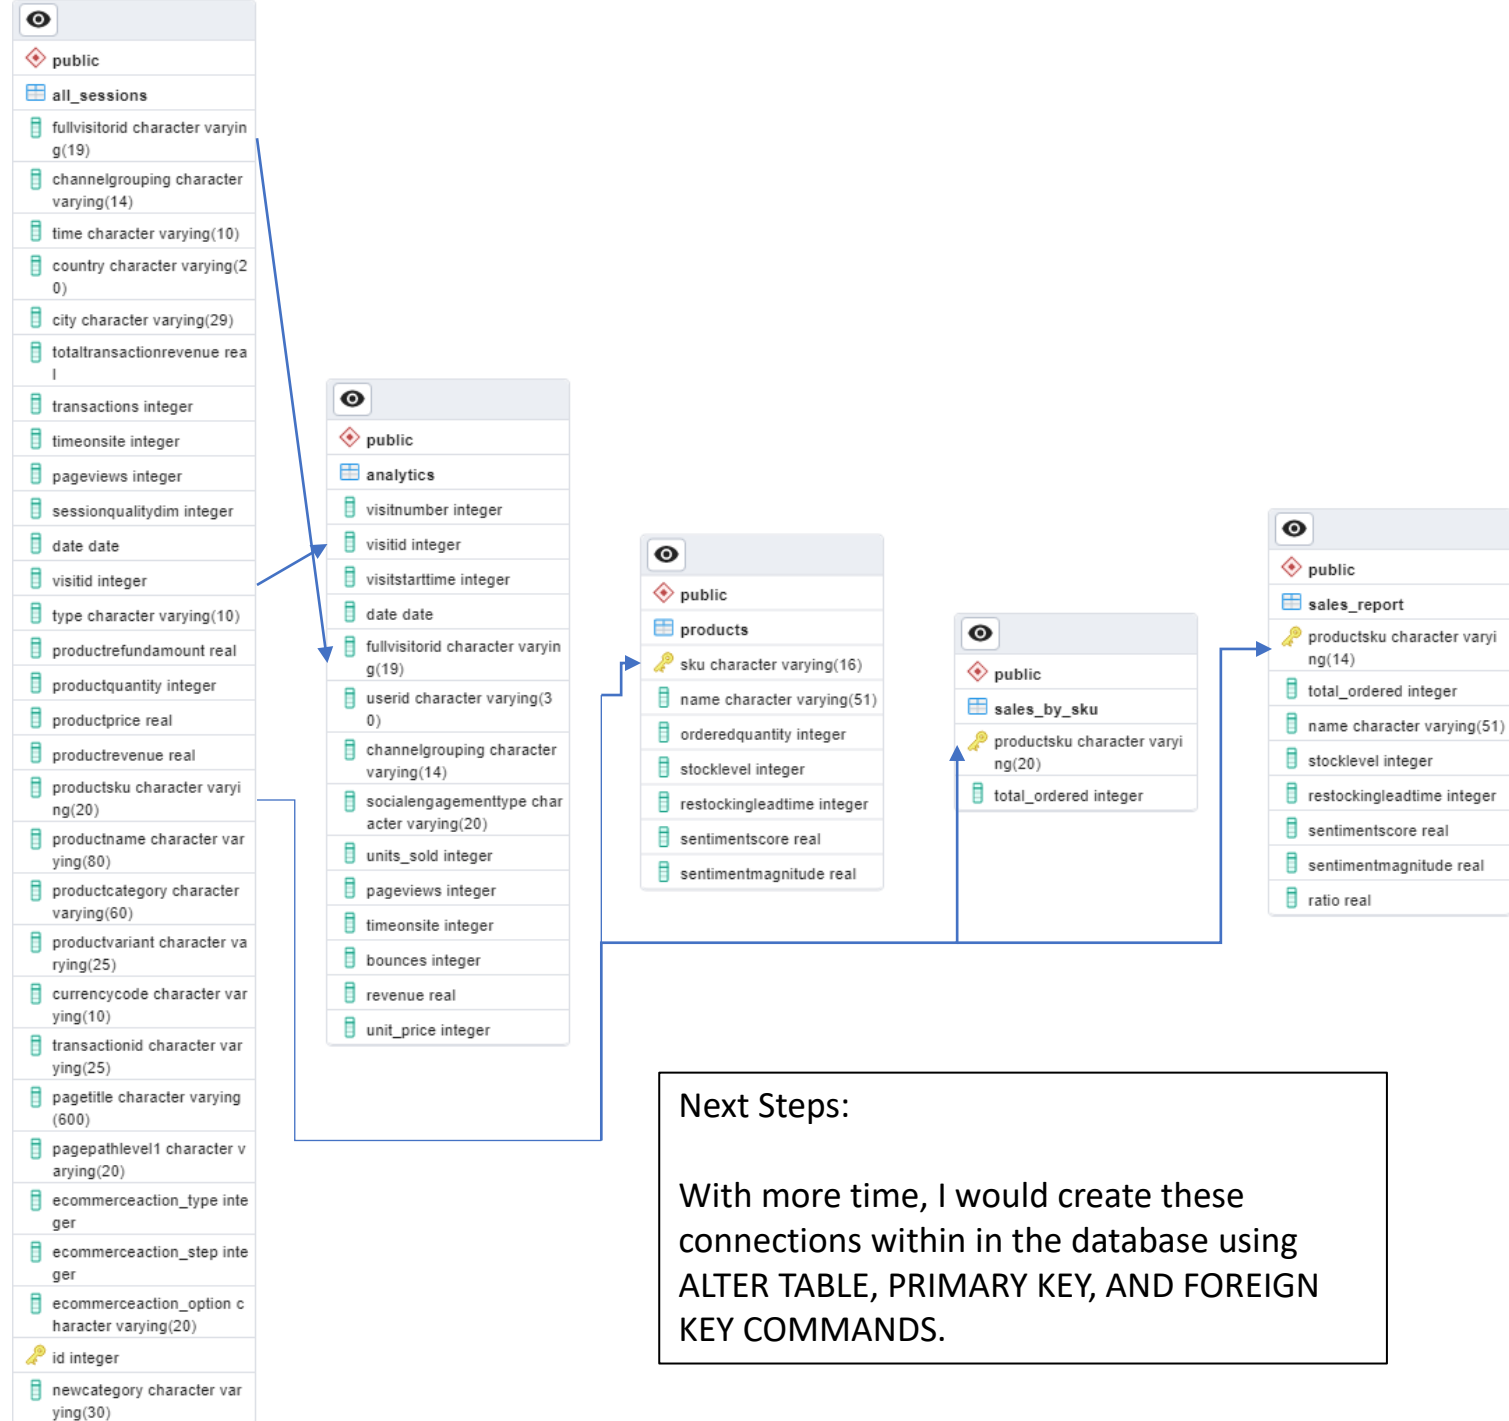 public
all_sessions
fullvisitorid character varyin
g(19)
channelgrouping character
varying(14)
time character varying(10)
country character varying(2
0)
city character varying(29)
totaltransactionrevenue rea
l
transactions integer
timeonsite integer
pageviews integer
sessionqualitydim integer
date date
visitid integer
type character varying(10)
productrefundamount real
productquantity integer
productprice real
productrevenue real
productsku character varyi
ng(20)
productname character var
ying(80)
productcategory character
varying(60)
productvariant character va
rying(25)
currencycode character var
ying(10)
transactionid character var
ying(25)
pagetitle character varying
(600)
pagepathlevel1 character v
arying(20)
ecommerceaction_type inte
ger
ecommerceaction_step inte
ger
ecommerceaction_option c
haracter varying(20)
id integer
newcategory character var
ying(30)
public
analytics
visitnumber integer
visitid integer
visitstarttime integer
date date
fullvisitorid character varyin
g(19)
userid character varying(3
0)
channelgrouping character
varying(14)
socialengagementtype char
acter varying(20)
units_sold integer
pageviews integer
timeonsite integer
bounces integer
revenue real
unit_price integer
public
products
sku character varying(16)
name character varying(51)
orderedquantity integer
stocklevel integer
restockingleadtime integer
sentimentscore real
sentimentmagnitude real
public
sales_by_sku
productsku character varyi
ng(20)
total_ordered integer
public
sales_report
productsku character varyi
ng(14)
total_ordered integer
name character varying(51)
stocklevel integer
restockingleadtime integer
sentimentscore real
sentimentmagnitude real
ratio real
Next Steps:
With more time, I would create these
connections within in the database using
ALTER TABLE, PRIMARY KEY, AND FOREIGN
KEY COMMANDS.